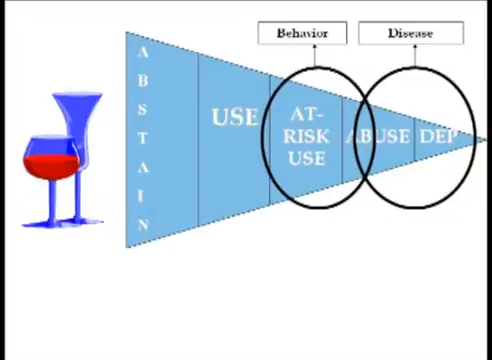 Behavior
Disease
A
B
S
T
A
I
N
USE
AT-
RISK
USE
ABUSE
DEP